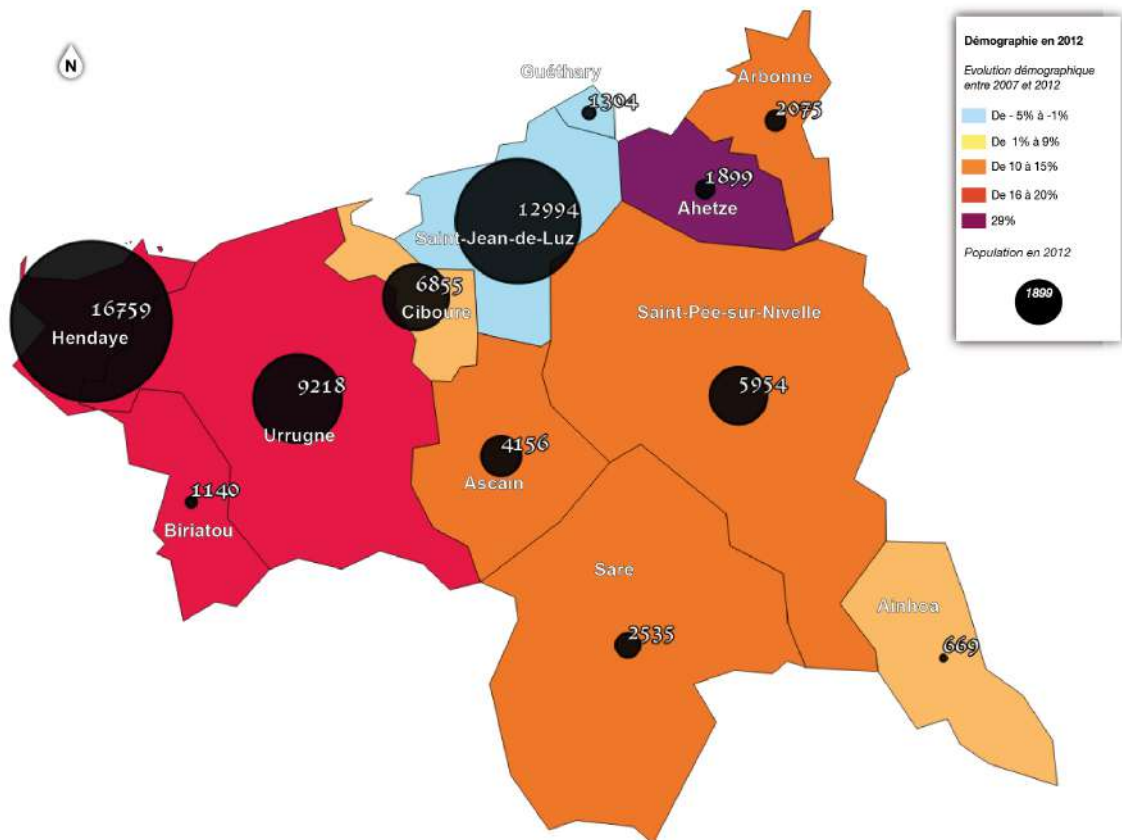 N
Guéthary
1304
Arbonne
2075
1899
Ahetze
12994
Saint-Jean-de-Luz
6855
Ciboure
16759
Hendaye
Saint-Pée-sur-Nivelle
5954
9218
Urrugne
4156
Ascain
1140
Biriatou
Sare
2535
Ainhoa
669
Démographie en 2012
Evolution démographique
entre 2007 et 2012
De - 5% à -1%
De 1% à 9%
De 10 à 15%
De 16 à 20%
29%
Population en 2012
1899